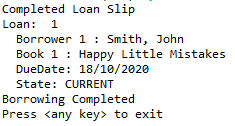 Completed Loan Slip
Loan:  1
  Borrower 1 : Smith, John
  Book 1 : Happy Little Mistakes
  DueDate: 18/10/2020
  State: CURRENT
Borrowing Completed
Press <any key> to exit